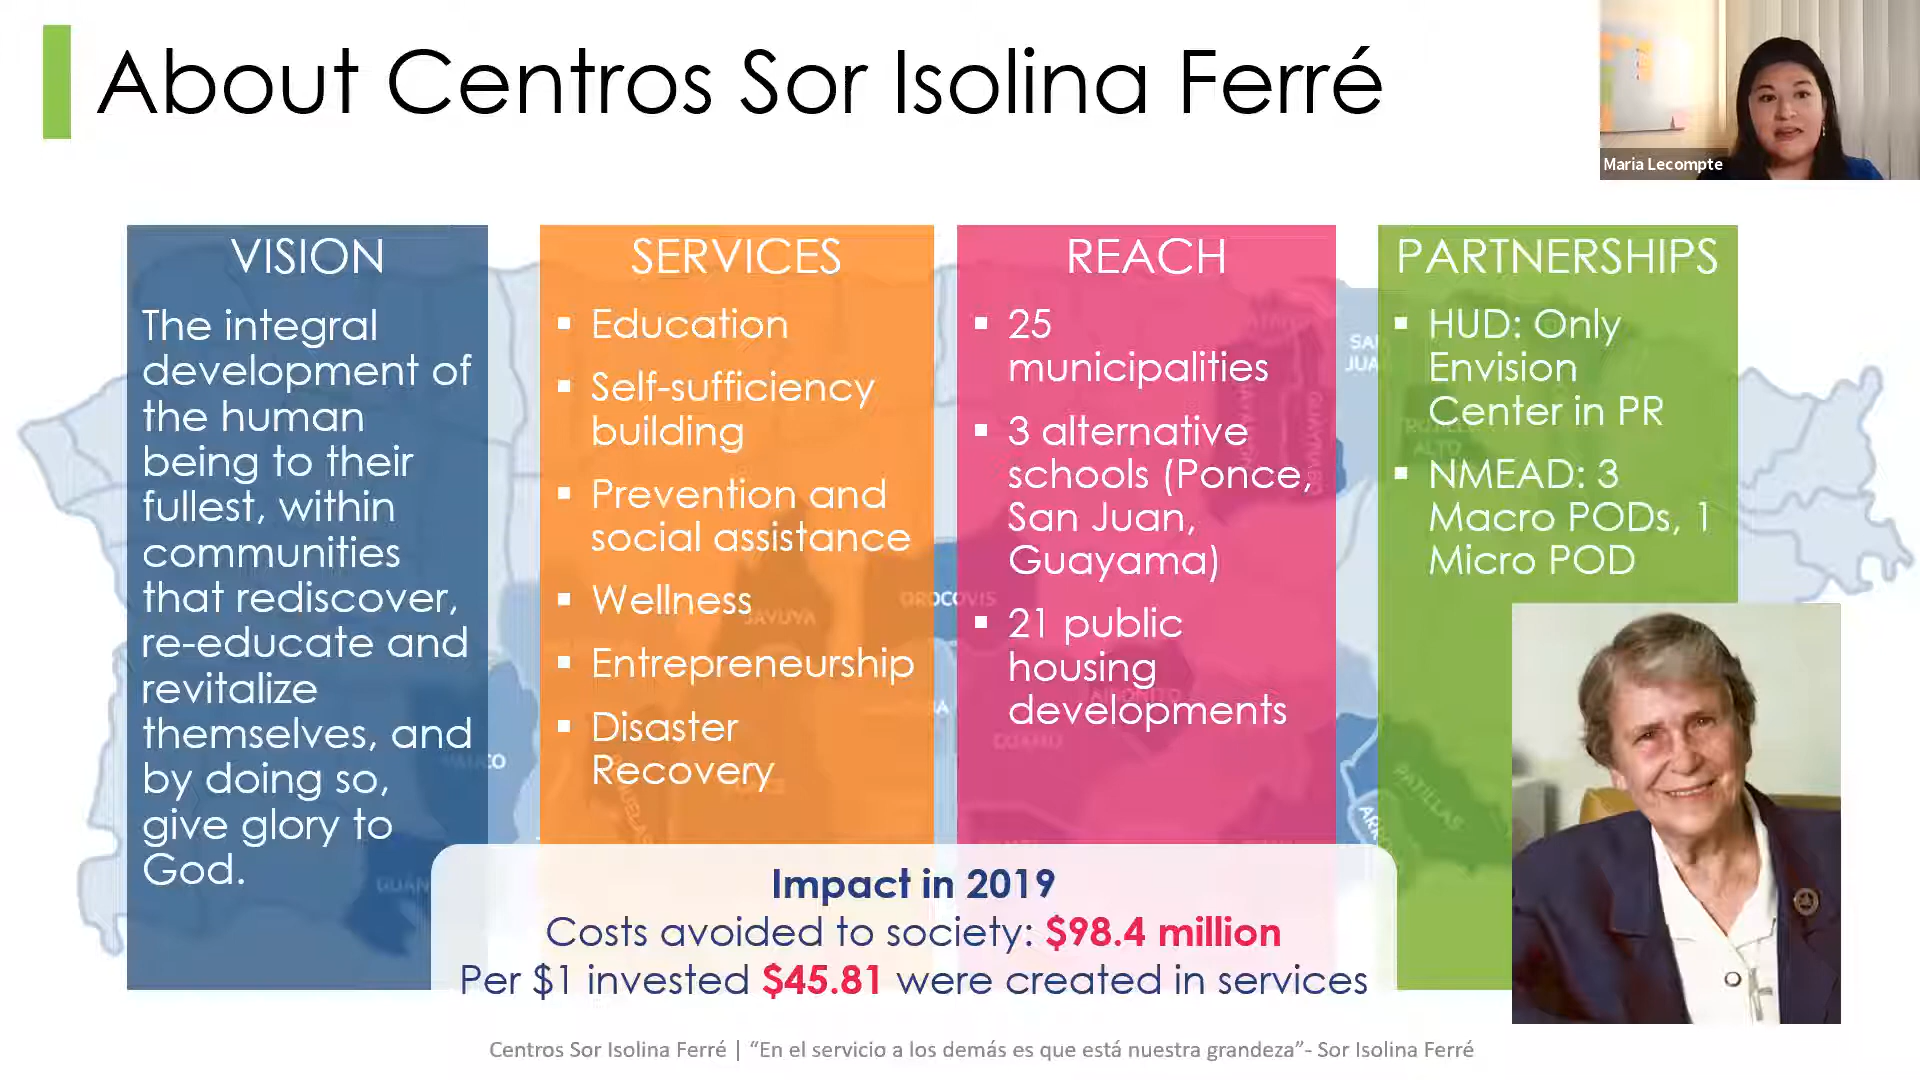 About Centros Sor Isolina Ferré
Maria Lecompte
VISION
The integral
development of
the human
being to their
fullest, within
communities
that rediscover,
re-educate and
revitalize
themselves, and
by doing so,
give glory to
God.
SERVICES
▪ Education
▪ Self-sufficiency
building
▪ Prevention and
social assistance
▪ Wellness
▪ Entrepreneurship
▪ Disaster
Recovery
REACH
▪ 25
municipalities
▪ 3 alternative
schools (Ponce,
San Juan,
Guayama)
▪ 21 public
housing
developments
PARTNERSHIPS
▪ HUD: Only
Envision
Center in PR
▪ NMEAD: 3
Macro PODs, 1
Micro POD
JAYUYA
OROCOVIS
PATILLAS
Impact in 2019
Costs avoided to society: $98.4 million
Per $1 invested $45.81 were created in services
Centros Sor Isolina Ferré | “En el servicio a los demás es que está nuestra grandeza”- Sor Isolina Ferré